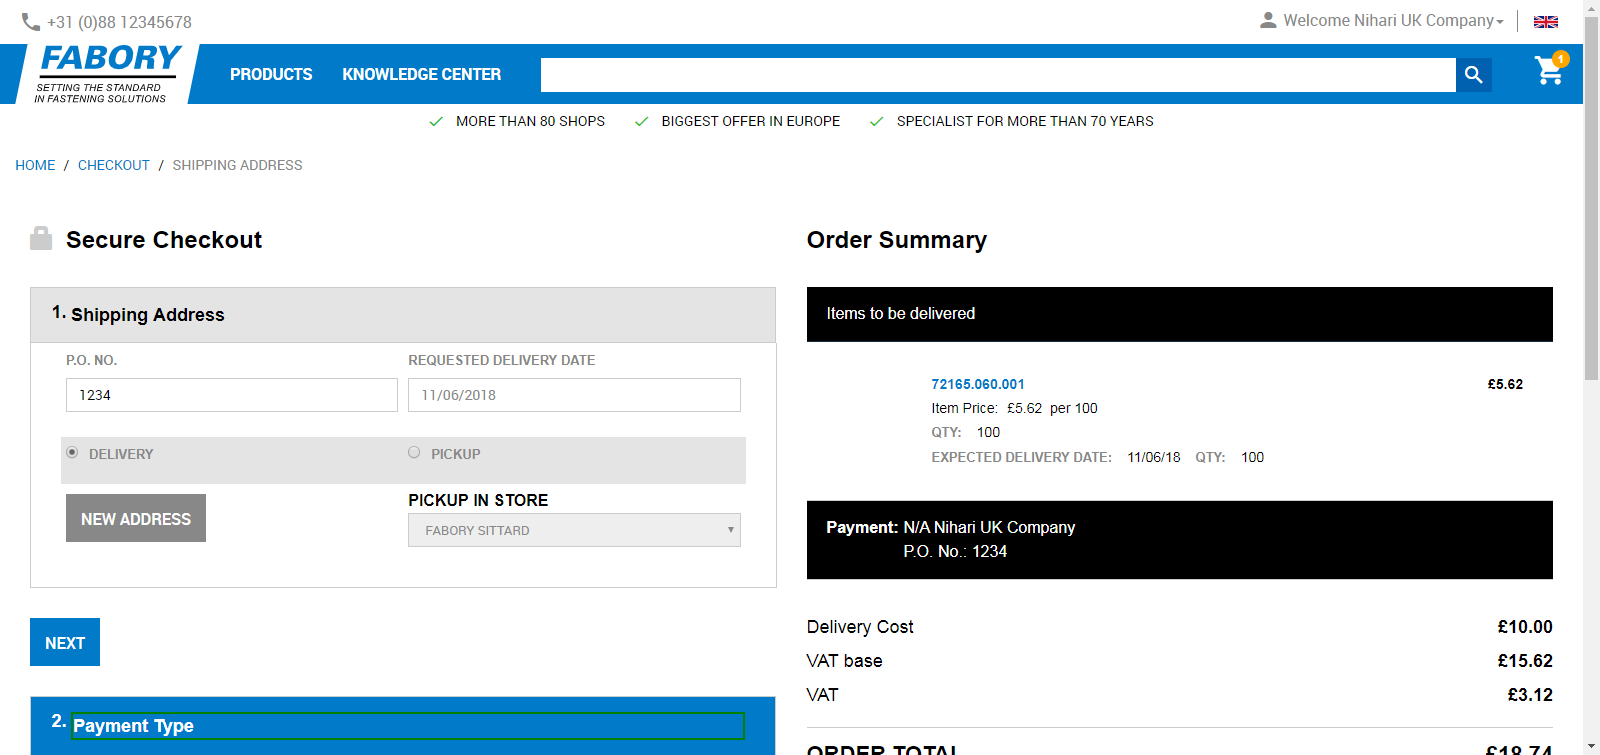 +31 (0)88 12345678
Welcome Nihari UK Company
FABORY
SETTING THE STANDARD
IN FASTENING SOLUTIONS
PRODUCTS
KNOWLEDGE CENTER
1
MORE THAN 80 SHOPS
BIGGEST OFFER IN EUROPE
SPECIALIST FOR MORE THAN 70 YEARS
HOME / CHECKOUT / SHIPPING ADDRESS
Secure Checkout
1. Shipping Address
P.O. NO.
REQUESTED DELIVERY DATE
1234
11/06/2018
DELIVERY
PICKUP
NEW ADDRESS
PICKUP IN STORE
FABORY SITTARD
NEXT
2. Payment Type
Order Summary
Items to be delivered
72165.060.001 £5.62
Item Price: £5.62 per 100
QTY: 100
EXPECTED DELIVERY DATE: 11/06/18 QTY: 100
Payment: N/A Nihari UK Company
P.O. No.: 1234
Delivery Cost £10.00
VAT base £15.62
VAT £3.12
ORDER TOTAL £18.74